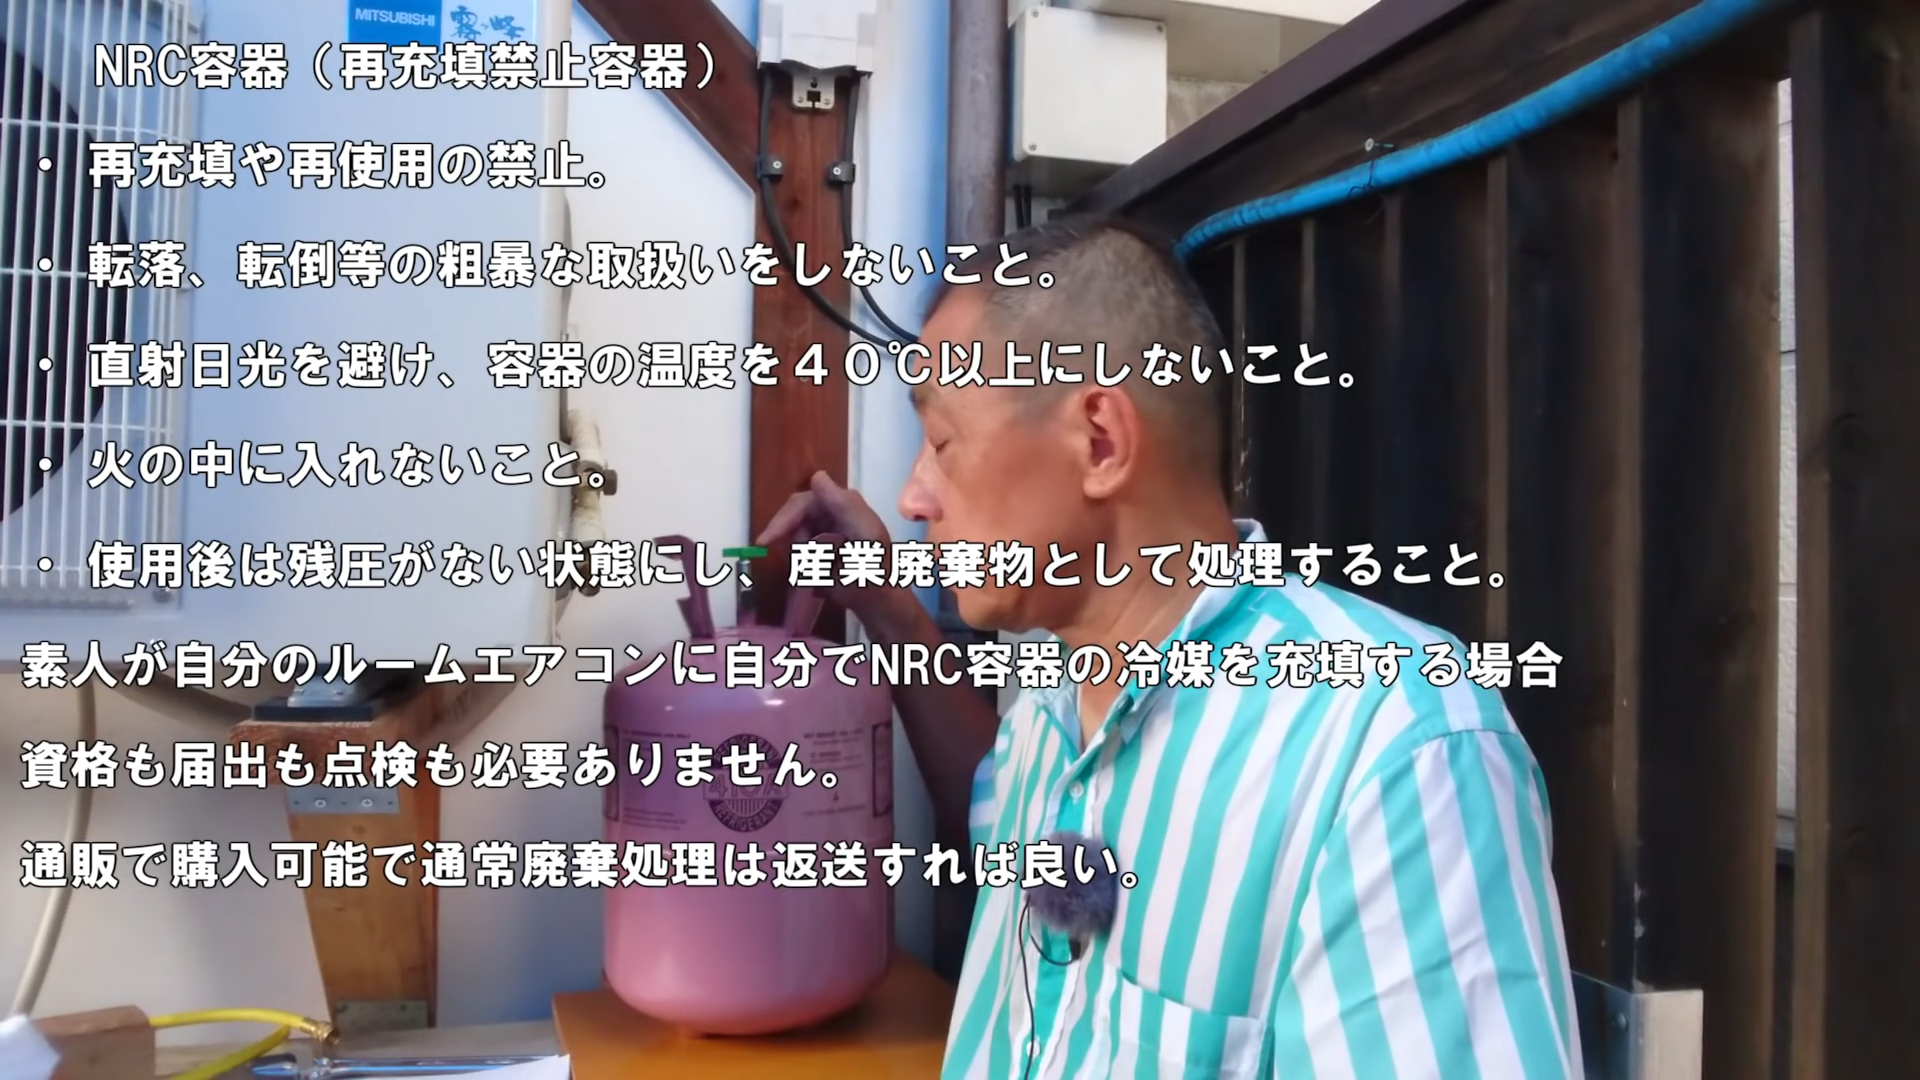 MITSUBISHI
霧ヶ峰
NRC容器（再充填禁止容器）
・再充填や再使用の禁止。
・転落、転倒等の粗暴な取扱いをしないこと。
・直射日光を避け、容器の温度を４０℃以上にしないこと。
・火の中に入れないこと。
・使用後は残圧がない状態にし、産業廃棄物として処理すること。
素人が自分のルームエアコンに自分でNRC容器の冷媒を充填する場合
資格も届出も点検も必要ありません。
通販で購入可能で通常廃棄処理は返送すれば良い。
410A